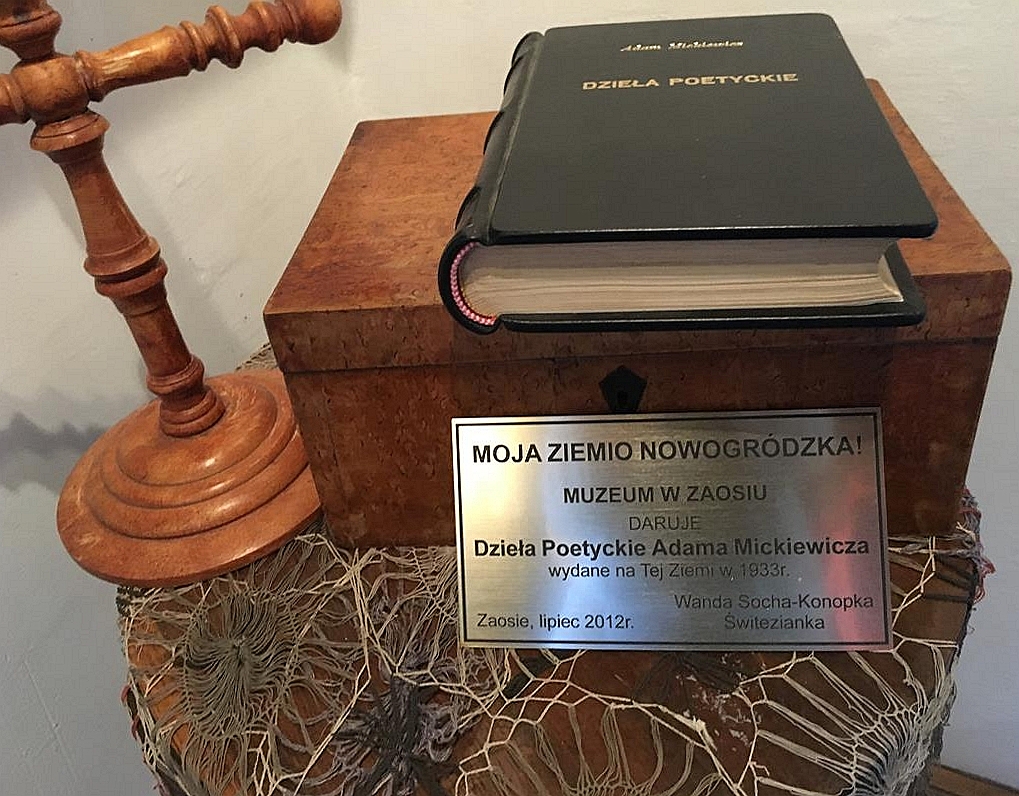 Adam Mickiewicz
DZIEŁA POETYCKIE
MOJA ZIEMIO NOWOGRÓDZKA!
MUZEUM W ZAOSIU
DARUJE
Dzieła Poetyckie Adama Mickiewicza
wydane na Tej Ziemi w 1933r.
Wanda Socha-Konopka
Zaosie, lipiec 2012r. Świtezianka